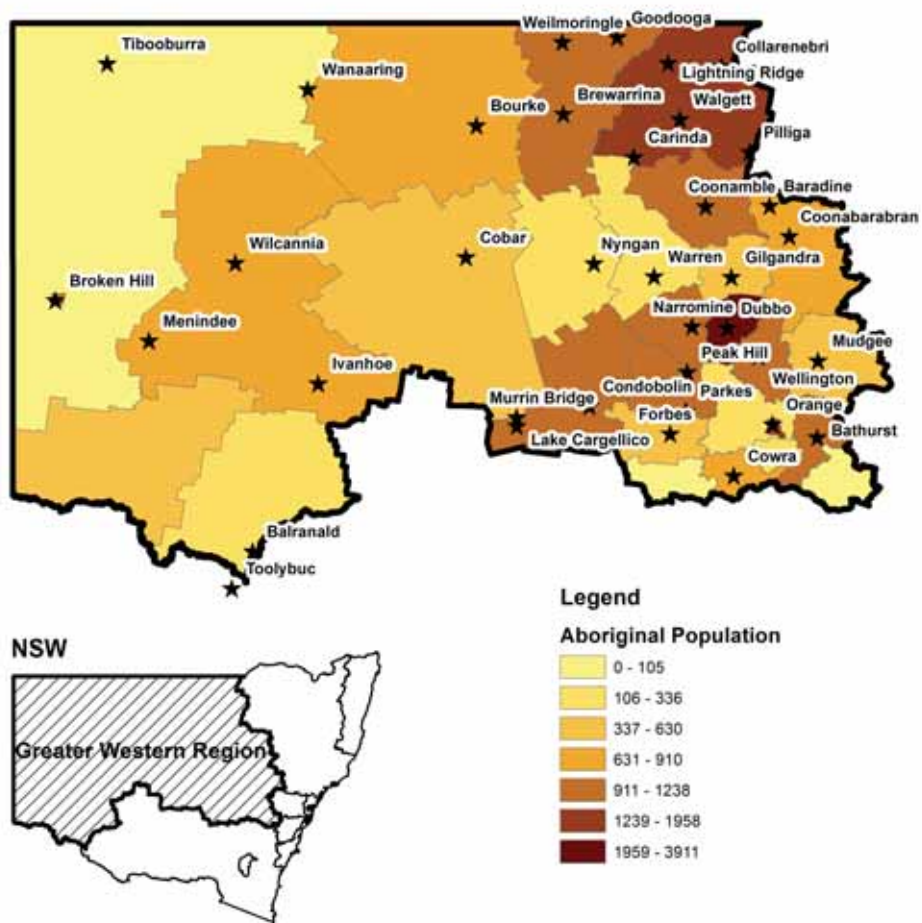 Weilmoringle
Goodooga
Tibooburra
Collarenebri
Wanaaring
Lightning Ridge
Brewarrina
Walgett
Bourke
Carinda
Pilliga
Coonamble
Baradine
Coonabarabran
Wilcannia
Cobar
Nyngan
Warren
Gilgandra
Broken Hill
Narromine
Dubbo
Menindee
Mudgee
Peak Hill
Ivanhoe
Wellington
Condobolin
Parkes
Murrin Bridge
Forbes
Orange
Lake Cargellico
Bathurst
Cowra
Balranald
Toolybuc
Legend
Aboriginal Population
0 - 105
106 - 336
337 - 630
631 - 910
911 - 1238
1239 - 1958
1959 - 3911
NSW
Greater Western Region